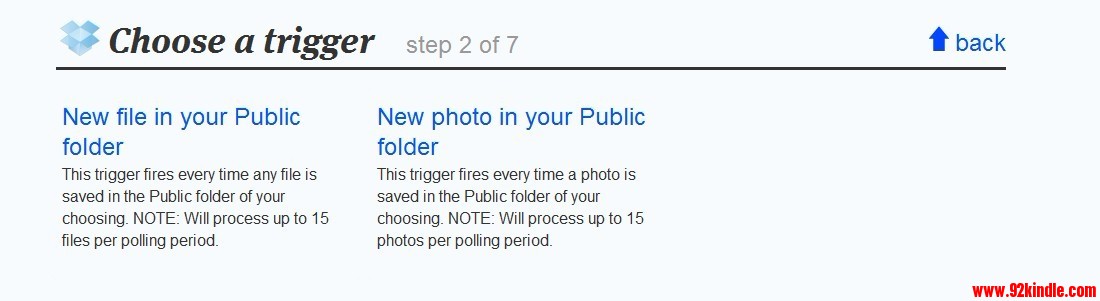 Choose a trigger step 2 of 7 back
New file in your Public
folder
This trigger fires every time any file is
saved in the Public folder of your
choosing. NOTE: Will process up to 15
files per polling period.
New photo in your Public
folder
This trigger fires every time a photo is
saved in the Public folder of your
choosing. NOTE: Will process up to 15
photos per polling period.
www.92kindle.com